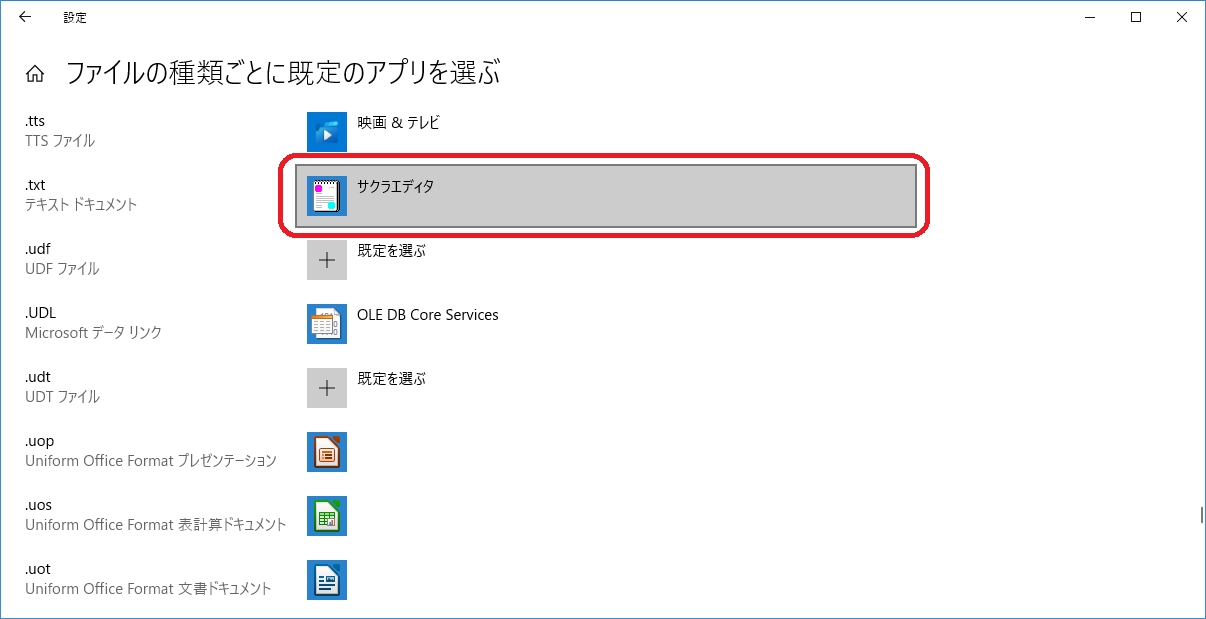 設定
ファイルの種類ごとに既定のアプリを選ぶ
.tts
TTS ファイル
映画 & テレビ
.txt
テキスト ドキュメント
サクラエディタ
.udf
UDF ファイル
既定を選ぶ
.UDL
Microsoft データ リンク
OLE DB Core Services
.udt
UDT ファイル
既定を選ぶ
.uop
Uniform Office Format プレゼンテーション
.uos
Uniform Office Format 表計算ドキュメント
.uot
Uniform Office Format 文書ドキュメント